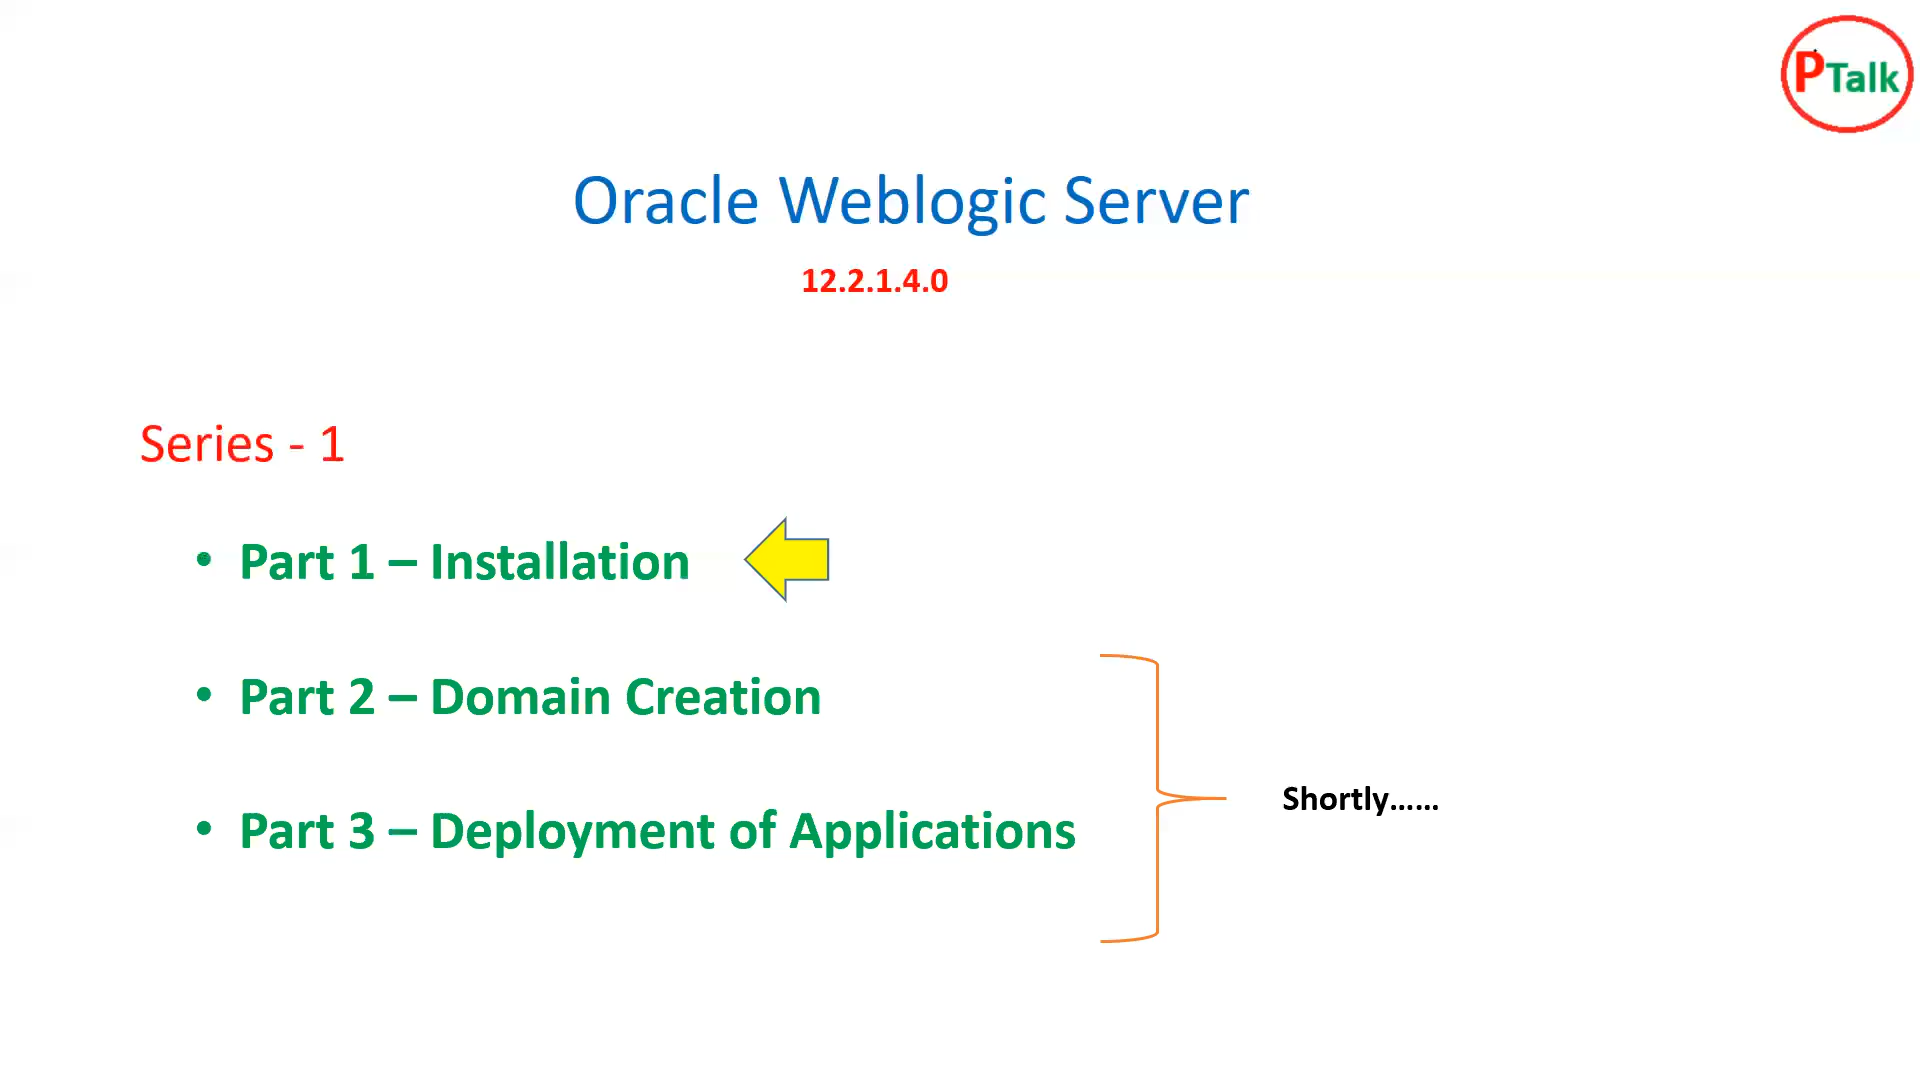 PTalk
Oracle Weblogic Server
12.2.1.4.0
Series - 1
• Part 1 – Installation
• Part 2 – Domain Creation
• Part 3 – Deployment of Applications
Shortly......